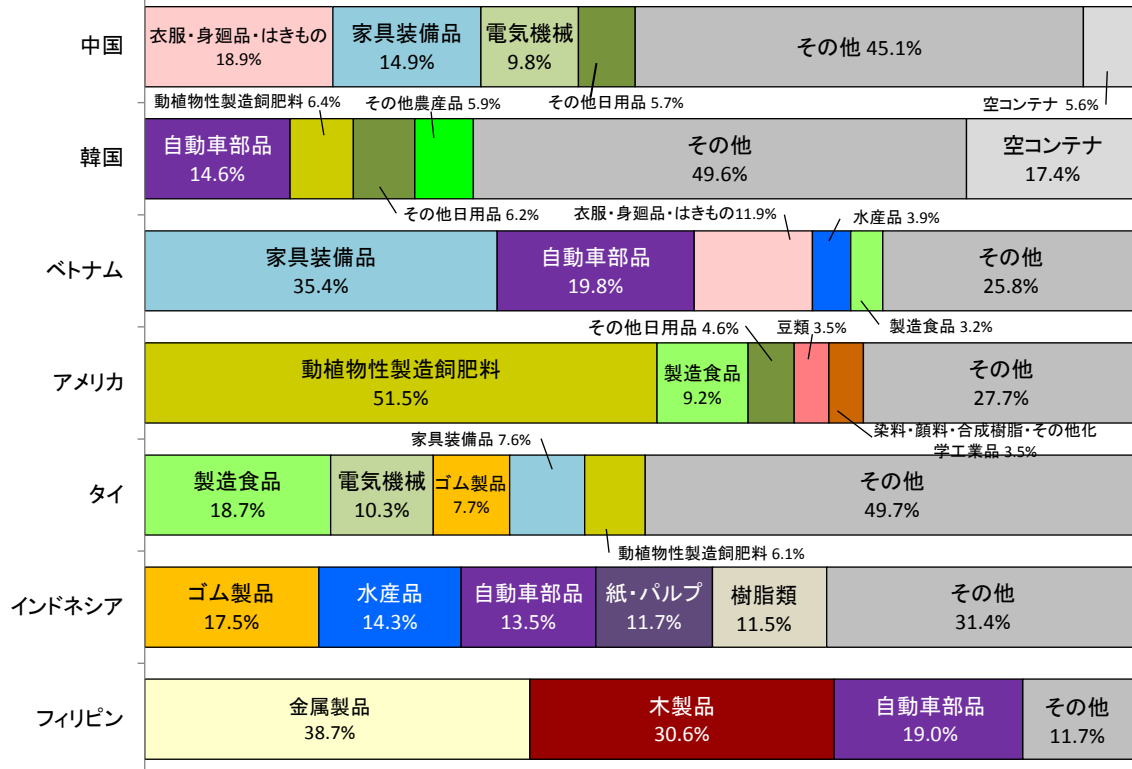 中国
衣服・身廻品・はきもの
18.9%
家具装備品
14.9%
電気機械
9.8%
その他 45.1%
動植物性製造飼肥料 6.4%
その他農産品 5.9%
その他日用品 5.7%
空コンテナ 5.6%
韓国
自動車部品
14.6%
その他
49.6%
空コンテナ
17.4%
その他日用品 6.2%
衣服・身廻品・はきもの11.9%
水産品 3.9%
ベトナム
家具装備品
35.4%
自動車部品
19.8%
その他
25.8%
その他日用品 4.6%
豆類 3.5%
製造食品 3.2%
アメリカ
動植物性製造飼肥料
51.5%
製造食品
9.2%
その他
27.7%
家具装備品 7.6%
染料・顔料・合成樹脂・その他化
学工業品 3.5%
タイ
製造食品
18.7%
電気機械
10.3%
ゴム製品
7.7%
その他
49.7%
動植物性製造飼肥料 6.1%
インドネシア
ゴム製品
17.5%
水産品
14.3%
自動車部品
13.5%
紙・パルプ
11.7%
樹脂類
11.5%
その他
31.4%
フィリピン
金属製品
38.7%
木製品
30.6%
自動車部品
19.0%
その他
11.7%